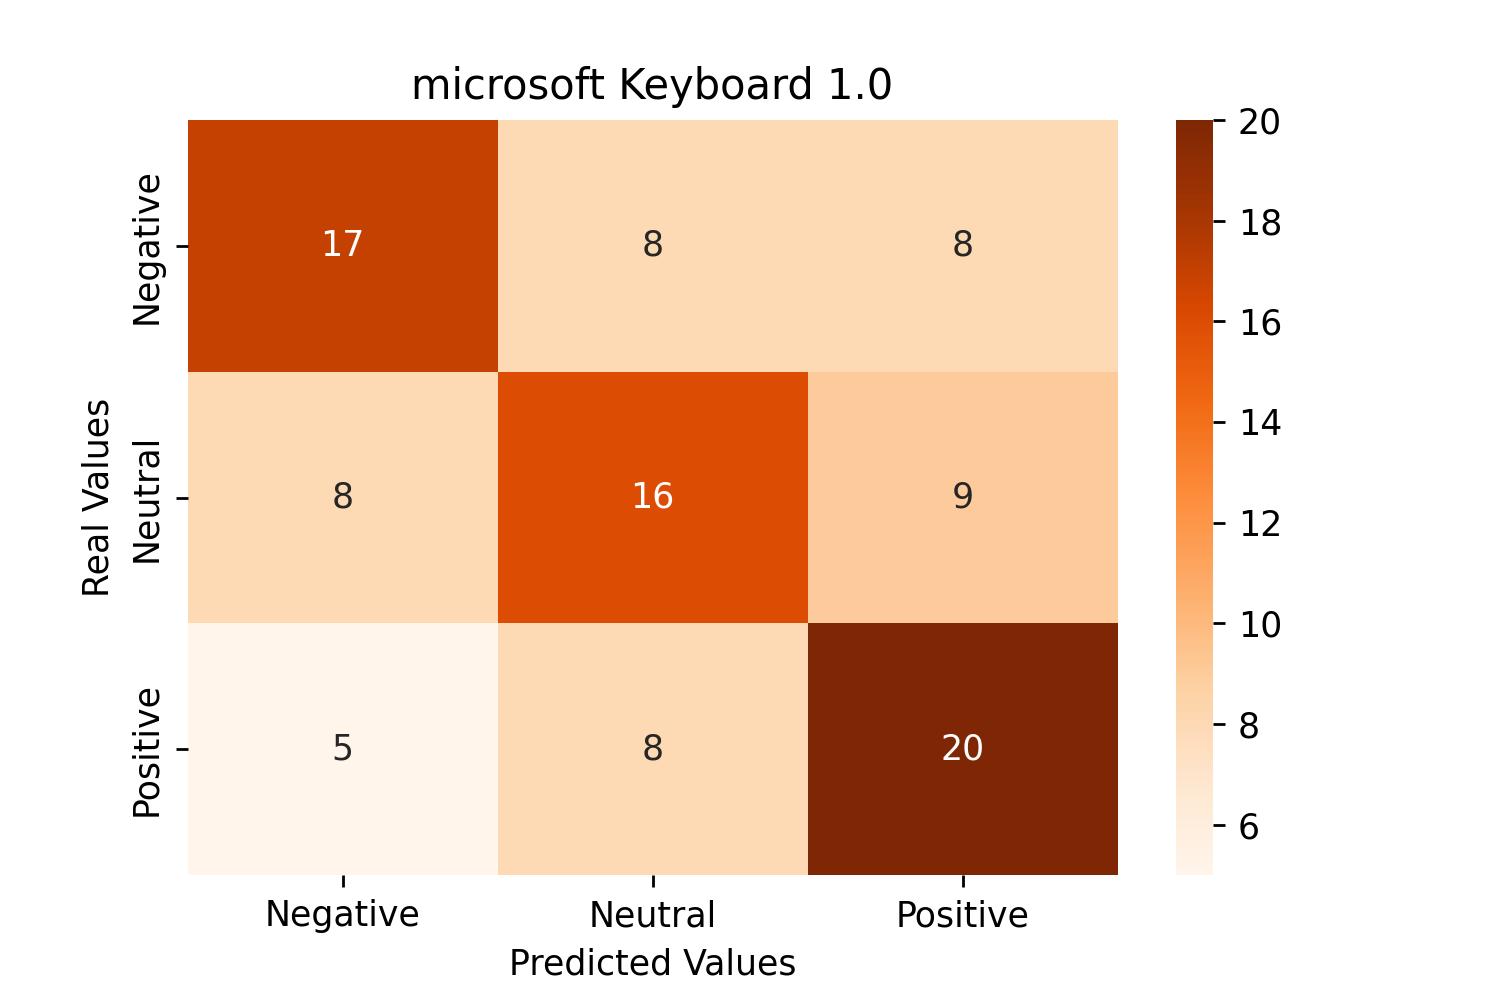 microsoft Keyboard 1.0
Real Values
Negative
17 8 8
Neutral
8 16 9
Positive
5 8 20
Negative Neutral Positive
Predicted Values
20
18
16
14
12
10
8
6